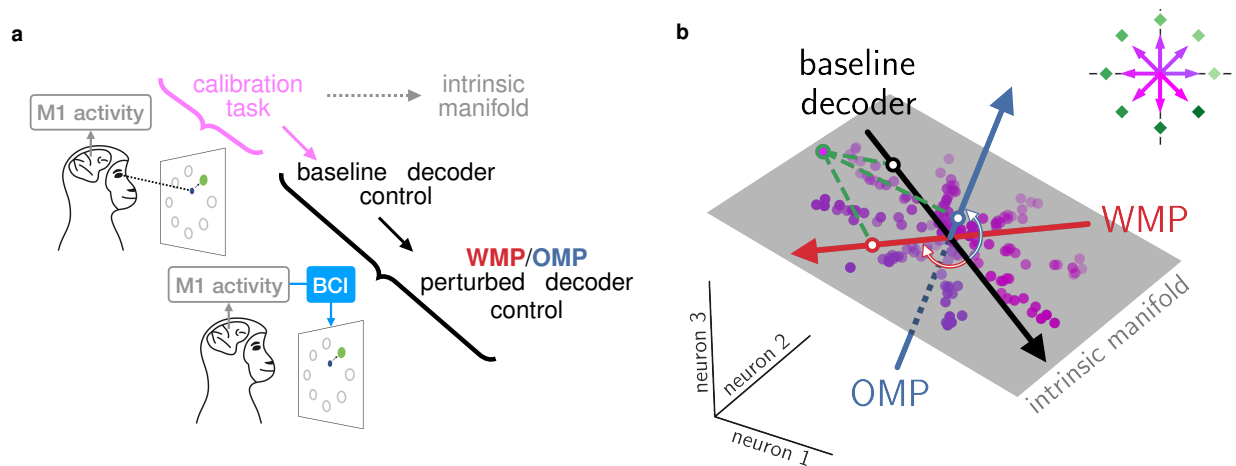 a
calibration
task
intrinsic
manifold
M1 activity
baseline decoder
control
WMP/OMP
perturbed decoder
control
M1 activity
BCI
b
baseline
decoder
WMP
OMP
intrinsic manifold
neuron 3
neuron 2
neuron 1